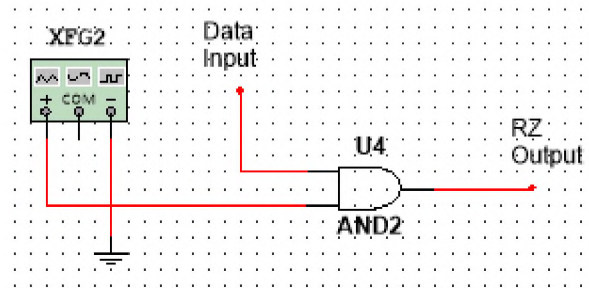 XFG2
Data
Input
+ COM −
U4
RZ
Output
AND2